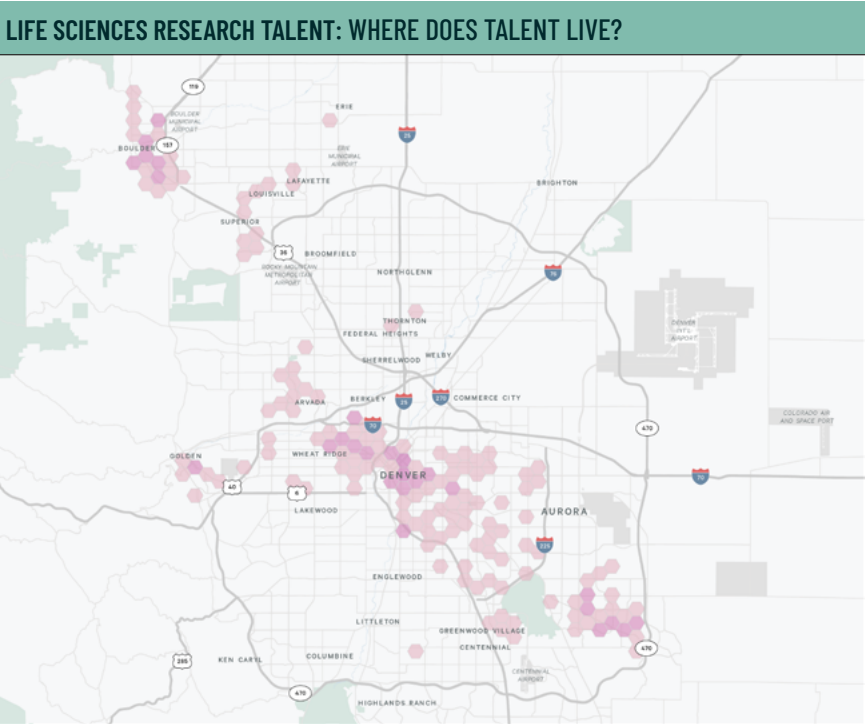 LIFE SCIENCES RESEARCH TALENT: WHERE DOES TALENT LIVE?
119
ERIE
BOULDER
MUNICIPAL
AIRPORT
25
157
BOULDER
ERIE
MUNICIPAL
AIRPORT
LAFAYETTE
BRIGHTON
LOUISVILLE
SUPERIOR
36
BROOMFIELD
ROCKY MOUNTAIN
METROPOLITAN
AIRPORT
NORTHGLENN
76
THORNTON
DENVER
INT'L
AIRPORT
FEDERAL HEIGHTS
SHERRELWOOD
WELBY
ARVADA
BERKLEY
25
270
COMMERCE CITY
COLORADO AIR
AND SPACE PORT
70
470
GOLDEN
WHEAT RIDGE
DENVER
70
40
6
LAKEWOOD
AURORA
225
ENGLEWOOD
LITTLETON
GREENWOOD VILLAGE
CENTENNIAL
470
285
KEN CARYL
COLUMBINE
CENTENNIAL
AIRPORT
470
HIGHLANDS RANCH